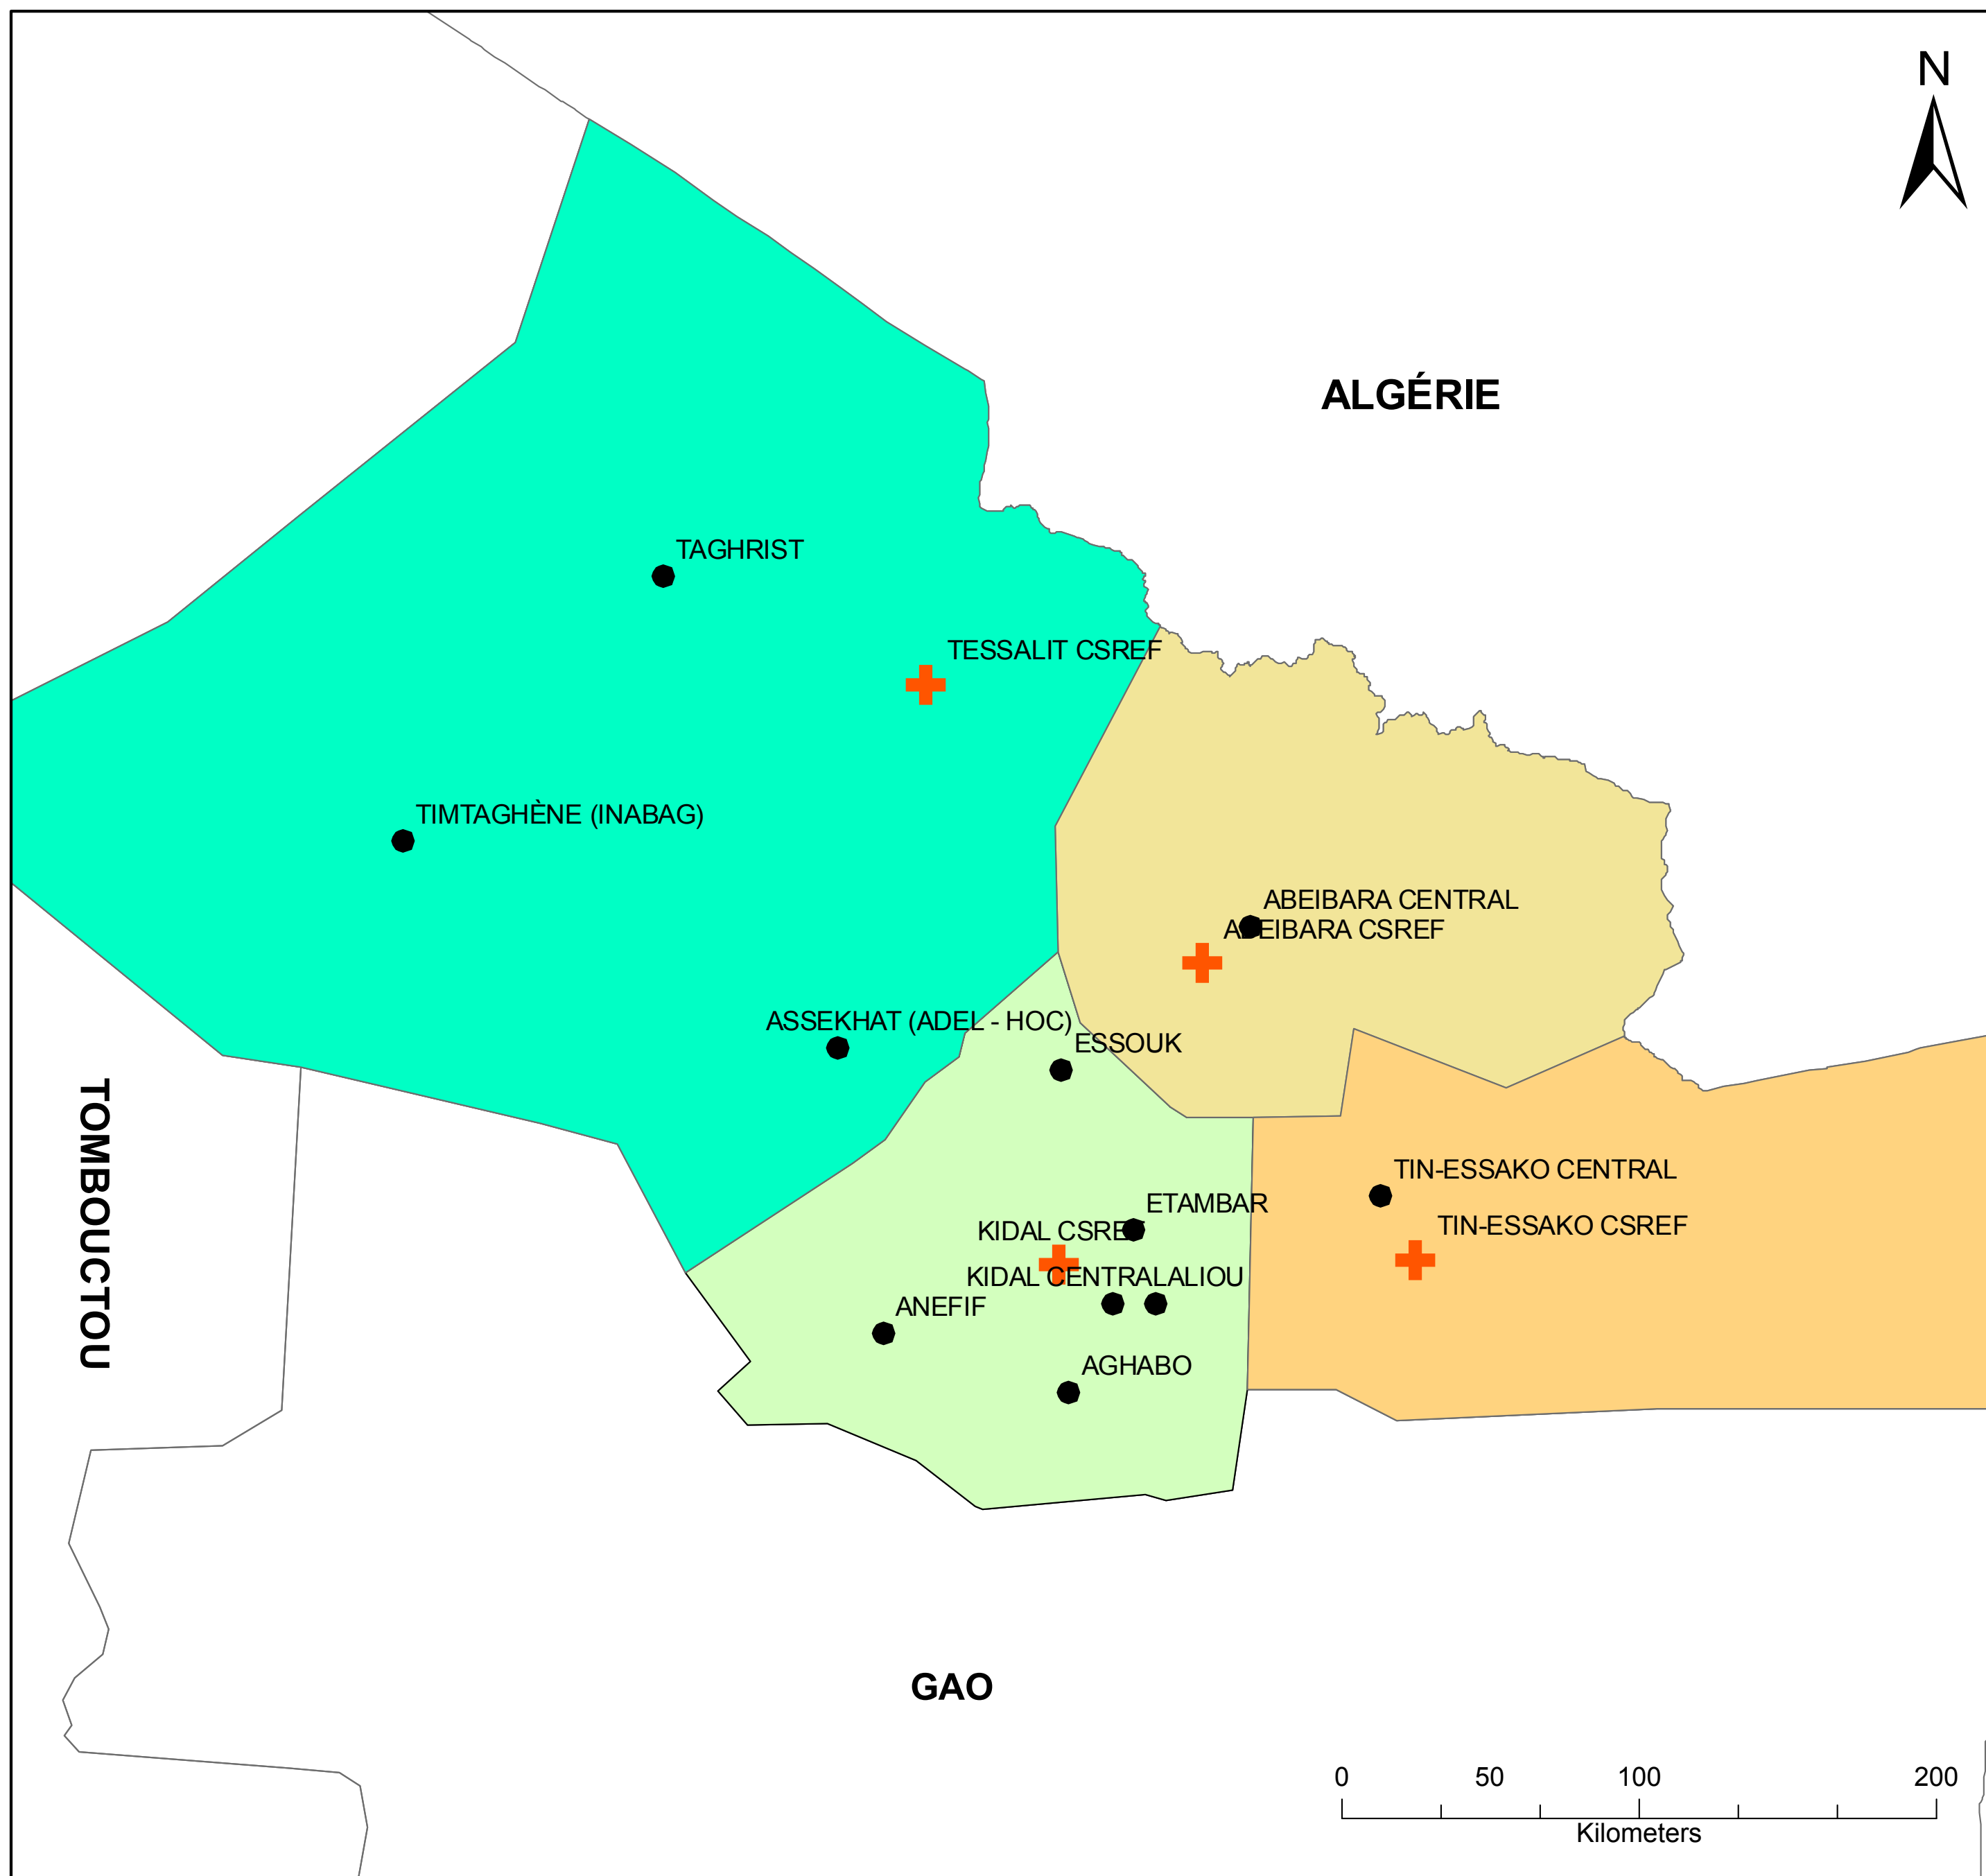 N
ALGÉRIE
TAGHRIST
TESSALIT CSREF
TIMTAGHÈNE (INABAG)
ABEIBARA CENTRAL
ABEIBARA CSREF
ASSEKHAT (ADEL - HOC)
ESSOUK
TOMBOUCTOU
TIN-ESSAKO CENTRAL
ETAMBAR
TIN-ESSAKO CSREF
KIDAL CSREF
KIDAL CENTRAL
ALIOU
ANEFIF
AGHABO
GAO
0 50 100 200
Kilometers